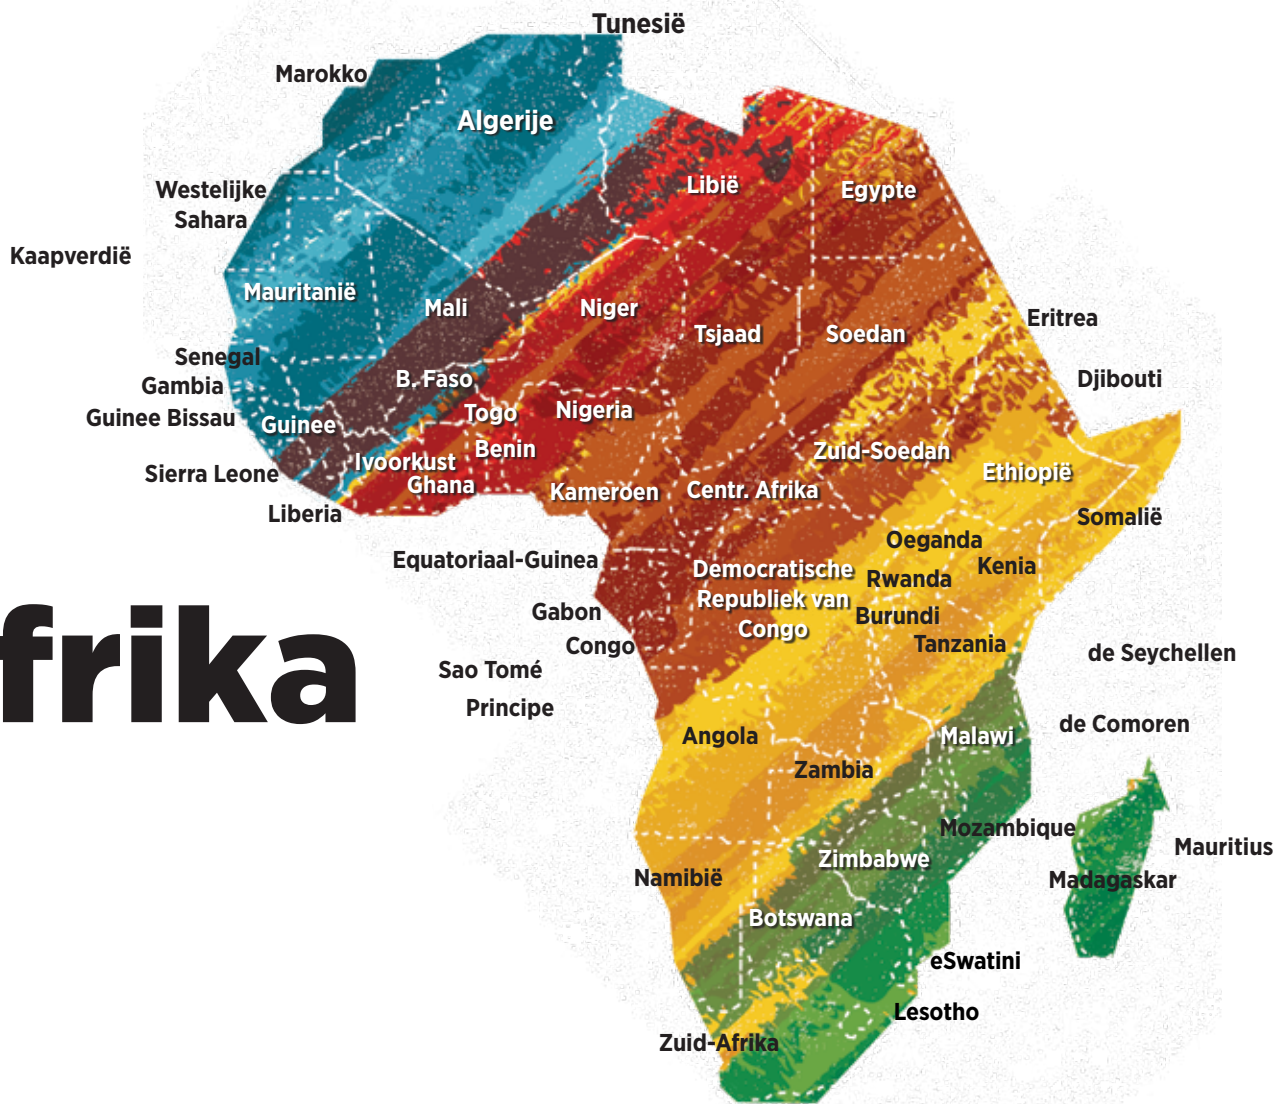 Tunesië
Marokko
Algerije
Libië
Egypte
Westelijke
Sahara
Kaapverdië
Mauritanië
Mali
Niger
Tsjaad
Soedan
Eritrea
Senegal
Gambia
Guinee Bissau
Guinee
B. Faso
Togo
Benin
Nigeria
Djibouti
Sierra Leone
Ivoorkust
Ghana
Liberia
Kameroen
Centr. Afrika
Zuid-Soedan
Ethiopië
Somalië
Equatoriaal-Guinea
Gabon
Congo
Democratische
Republiek van
Congo
Oeganda
Rwanda
Kenia
Burundi
Tanzania
frika
Sao Tomé
Principe
de Seychellen
de Comoren
Angola
Zambia
Malawi
Mozambique
Mauritius
Madagaskar
Zimbabwe
Namibië
Botswana
eSwatini
Lesotho
Zuid-Afrika